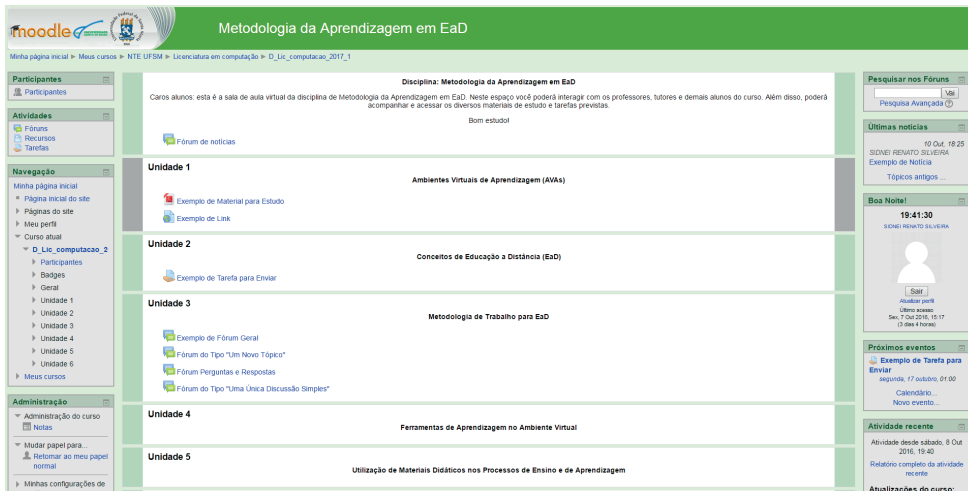 moodle
Metodologia da Aprendizagem em EaD
Minha página inicial ► Meus cursos ► NTE UFSM ► Licenciatura em computação ► D_Lic_computacao_2017_1
Participantes
Participantes
Atividades
Fóruns
Recursos
Tarefas
Navegação
Minha página inicial
Página inicial do site
Páginas do site
Meu perfil
Curso atual
D_Lic_computacao_2
Participantes
Badges
Geral
Unidade 1
Unidade 2
Unidade 3
Unidade 4
Unidade 5
Unidade 6
Meus cursos
Administração
Administração do curso
Notas
Mudar papel para...
Retornar ao meu papel
normal
Minhas configurações de
Disciplina: Metodologia da Aprendizagem em EaD
Caros alunos: esta é a sala de aula virtual da disciplina de Metodologia da Aprendizagem em EaD. Neste espaço você poderá interagir com os professores, tutores e demais alunos do curso. Além disso, poderá
acompanhar e acessar os diversos materiais de estudo e tarefas previstas.
Bom estudo!
Fórum de notícias
Unidade 1
Ambientes Virtuais de Aprendizagem (AVAs)
Exemplo de Material para Estudo
Exemplo de Link
Unidade 2
Conceitos de Educação a Distância (EaD)
Exemplo de Tarefa para Enviar
Unidade 3
Metodologia de Trabalho para EaD
Exemplo de Fórum Geral
Fórum do Tipo "Um Novo Tópico"
Fórum Perguntas e Respostas
Fórum do Tipo "Uma Única Discussão Simples"
Unidade 4
Ferramentas de Aprendizagem no Ambiente Virtual
Unidade 5
Utilização de Materiais Didáticos nos Processos de Ensino e de Aprendizagem
Pesquisar nos Fóruns
Vai
Pesquisa Avançada
Últimas notícias
10 Out, 18:25
SIDNEI RENATO SILVEIRA
Exemplo de Notícia
Tópicos antigos ...
Boa Noite!
19:41:30
SIDNEI RENATO SILVEIRA
Sair
Atualizar perfil
Último acesso
Sex, 7 Out 2016, 15:17
(3 dias 4 horas)
Próximos eventos
Exemplo de Tarefa para
Enviar
segunda, 17 outubro, 01:00
Calendário...
Novo evento...
Atividade recente
Atividade desde sábado, 8 Out
2016, 19:40
Relatório completo da atividade
recente
Atualizações do curso: